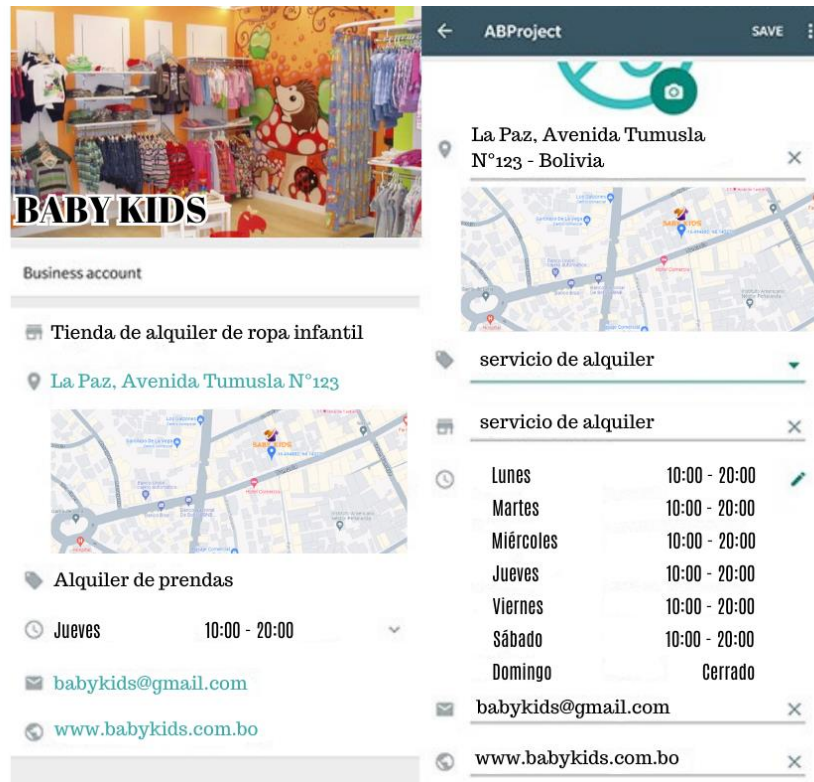 BABY KIDS
Business account
Tienda de alquiler de ropa infantil
La Paz, Avenida Tumusla N°123
BABY KIDS
Alquiler de prendas
Jueves 10:00 - 20:00
babykids@gmail.com
www.babykids.com.bo
ABProject SAVE
La Paz, Avenida Tumusla
N°123 - Bolivia
servicio de alquiler
servicio de alquiler
Lunes 10:00 - 20:00
Martes 10:00 - 20:00
Miércoles 10:00 - 20:00
Jueves 10:00 - 20:00
Viernes 10:00 - 20:00
Sábado 10:00 - 20:00
Domingo Cerrado
babykids@gmail.com
www.babykids.com.bo